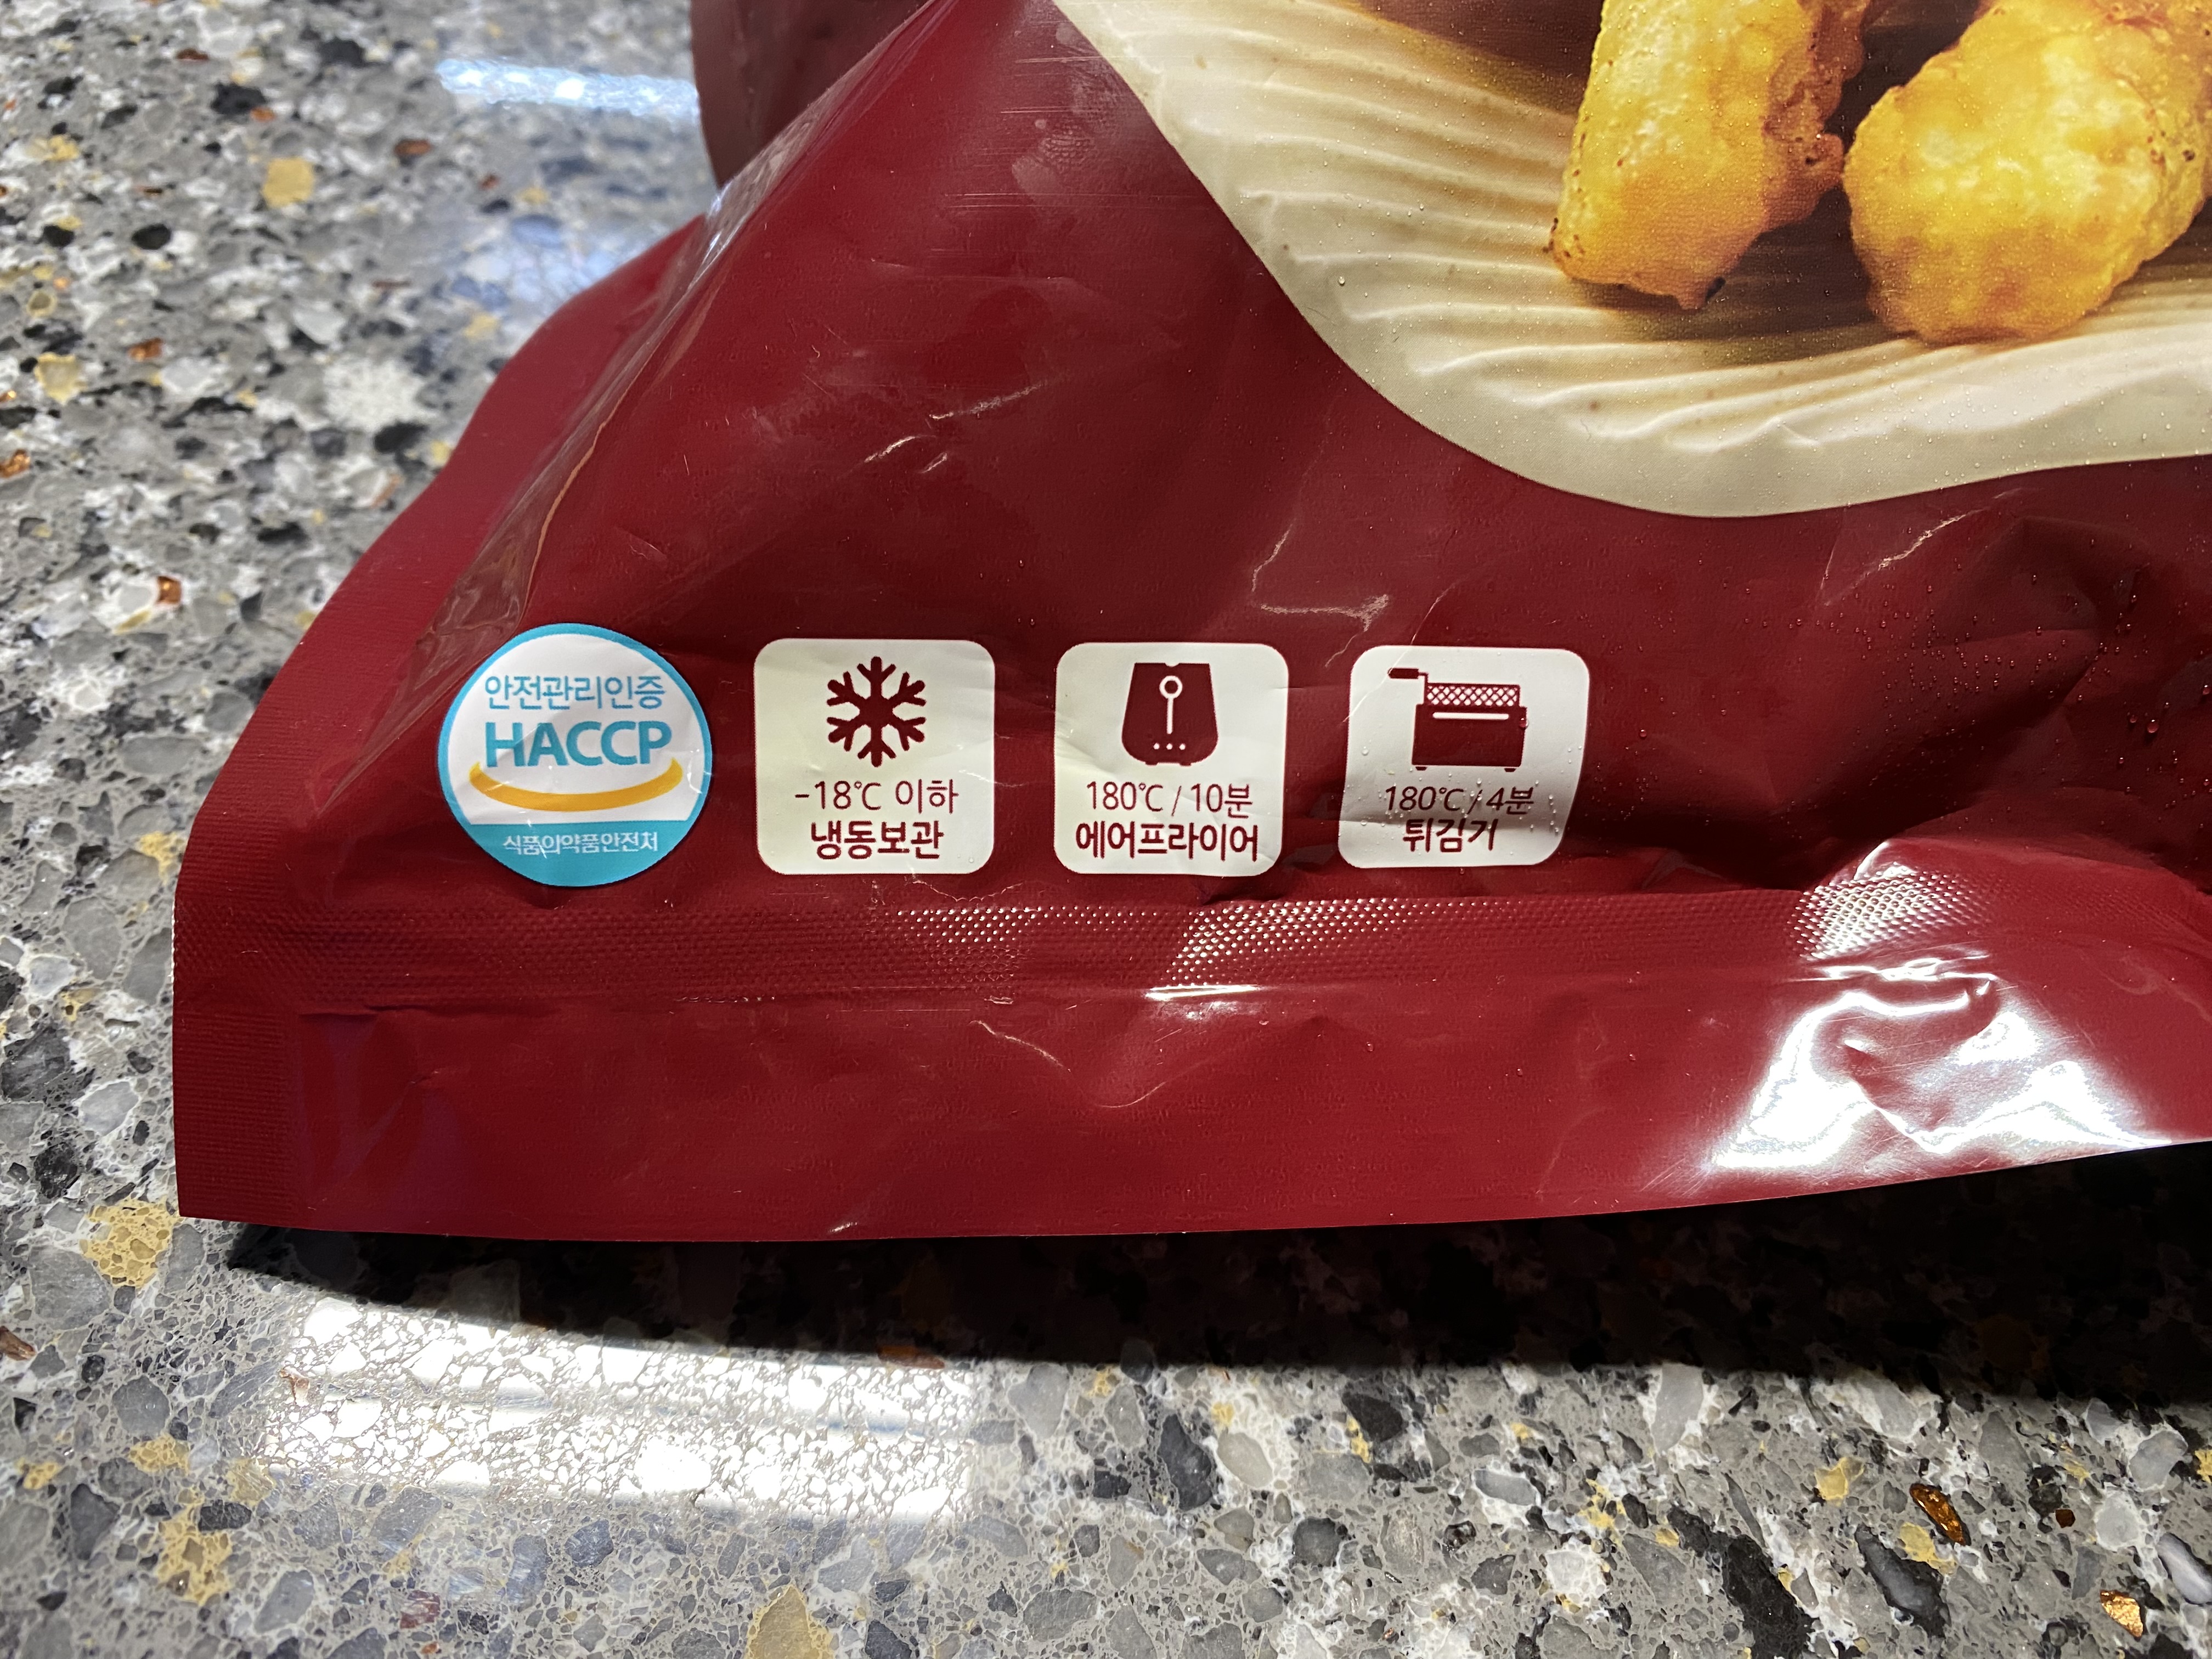 안전관리인증
HACCP
식품의약품안전처
-18℃ 이하
냉동보관
180℃ / 10분
에어프라이어
180℃ / 4분
튀김기